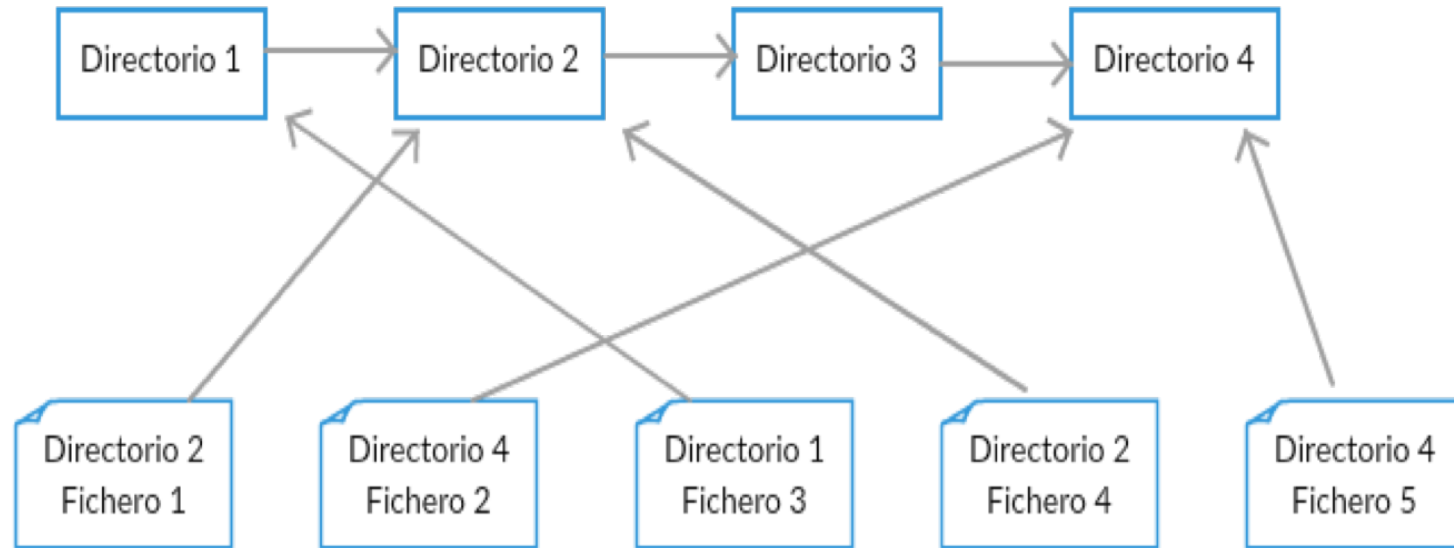 Directorio 1
Directorio 2
Directorio 3
Directorio 4
Directorio 2
Fichero 1
Directorio 4
Fichero 2
Directorio 1
Fichero 3
Directorio 2
Fichero 4
Directorio 4
Fichero 5